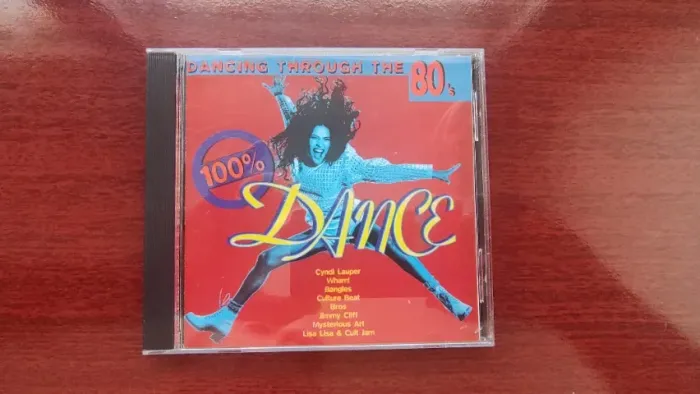 DANCING THROUGH THE 80's
100%
DANCE
Cyndi Lauper
Wham!
Bangles
Culture Beat
Bros
Jimmy Cliff
Mysterious Art
Lisa Lisa & Cult Jam